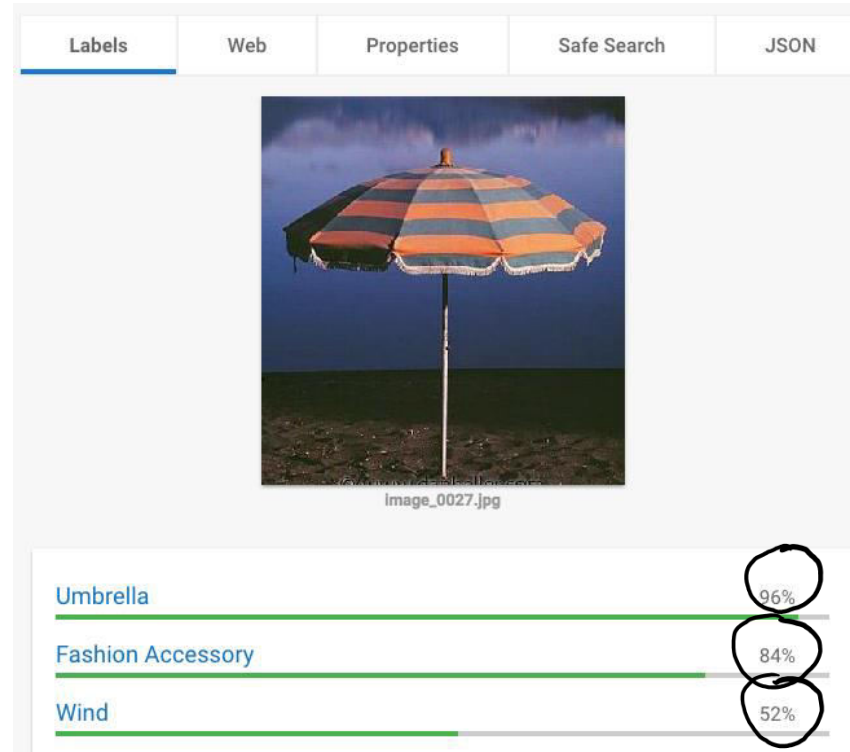 Labels Web Properties Safe Search JSON
image_0027.jpg
Umbrella 96%
Fashion Accessory 84%
Wind 52%